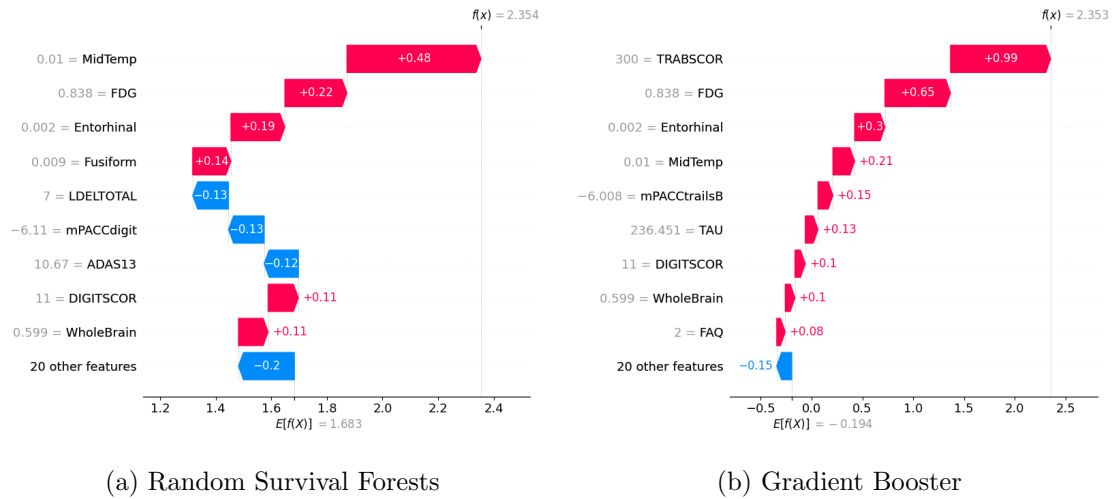 f(x) = 2.354
0.01 = MidTemp
+0.48
0.838 = FDG
+0.22
0.002 = Entorhinal
+0.19
0.009 = Fusiform
+0.14
7 = LDELTOTAL
−0.13
−6.11 = mPACCdigit
−0.13
10.67 = ADAS13
−0.12
11 = DIGITSCOR
+0.11
0.599 = WholeBrain
+0.11
20 other features
−0.2
1.2 1.4 1.6 1.8 2.0 2.2 2.4
E[f(X)] = 1.683
(a) Random Survival Forests
f(x) = 2.353
300 = TRABSCOR
+0.99
0.838 = FDG
+0.65
0.002 = Entorhinal
+0.3
0.01 = MidTemp
+0.21
−6.008 = mPACCtrailsB
+0.15
236.451 = TAU
+0.13
11 = DIGITSCOR
+0.1
0.599 = WholeBrain
+0.1
2 = FAQ
+0.08
20 other features
−0.15
−0.5 0.0 0.5 1.0 1.5 2.0 2.5
E[f(X)] = −0.194
(b) Gradient Booster